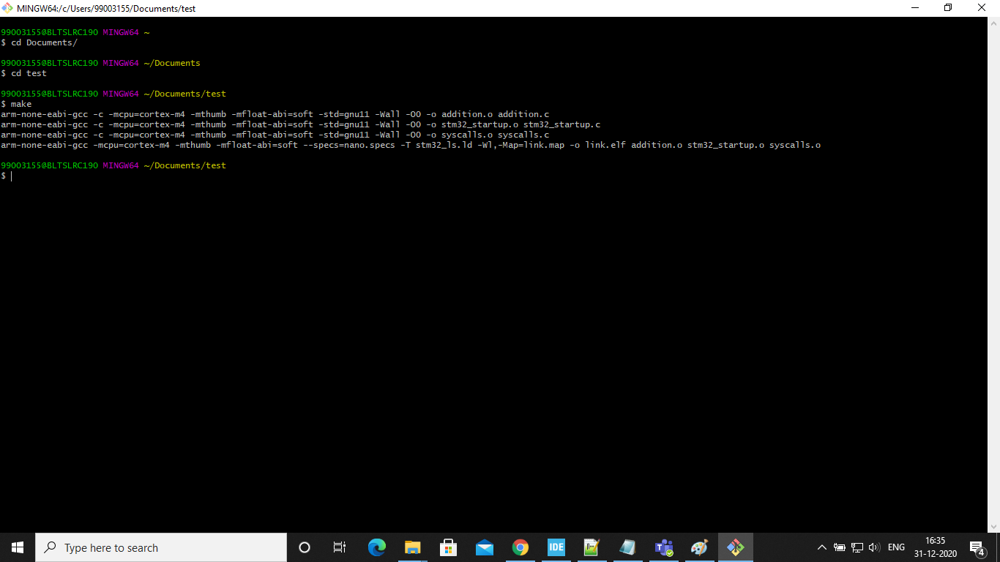 MINGW64:/c/Users/99003155/Documents/test
99003155@BLTSLRC190 MINGW64 ~
$ cd Documents/
99003155@BLTSLRC190 MINGW64 ~/Documents
$ cd test
99003155@BLTSLRC190 MINGW64 ~/Documents/test
$ make
arm-none-eabi-gcc -c -mcpu=cortex-m4 -mthumb -mfloat-abi=soft -std=gnu11 -Wall -O0 -o addition.o addition.c
arm-none-eabi-gcc -c -mcpu=cortex-m4 -mthumb -mfloat-abi=soft -std=gnu11 -Wall -O0 -o stm32_startup.o stm32_startup.c
arm-none-eabi-gcc -c -mcpu=cortex-m4 -mthumb -mfloat-abi=soft -std=gnu11 -Wall -O0 -o syscalls.o syscalls.c
arm-none-eabi-gcc -mcpu=cortex-m4 -mthumb -mfloat-abi=soft --specs=nano.specs -T stm32_ls.ld -Wl,-Map=link.map -o link.elf addition.o stm32_startup.o syscalls.o
99003155@BLTSLRC190 MINGW64 ~/Documents/test
$
Type here to search
IDE
ENG
16:35
31-12-2020
4